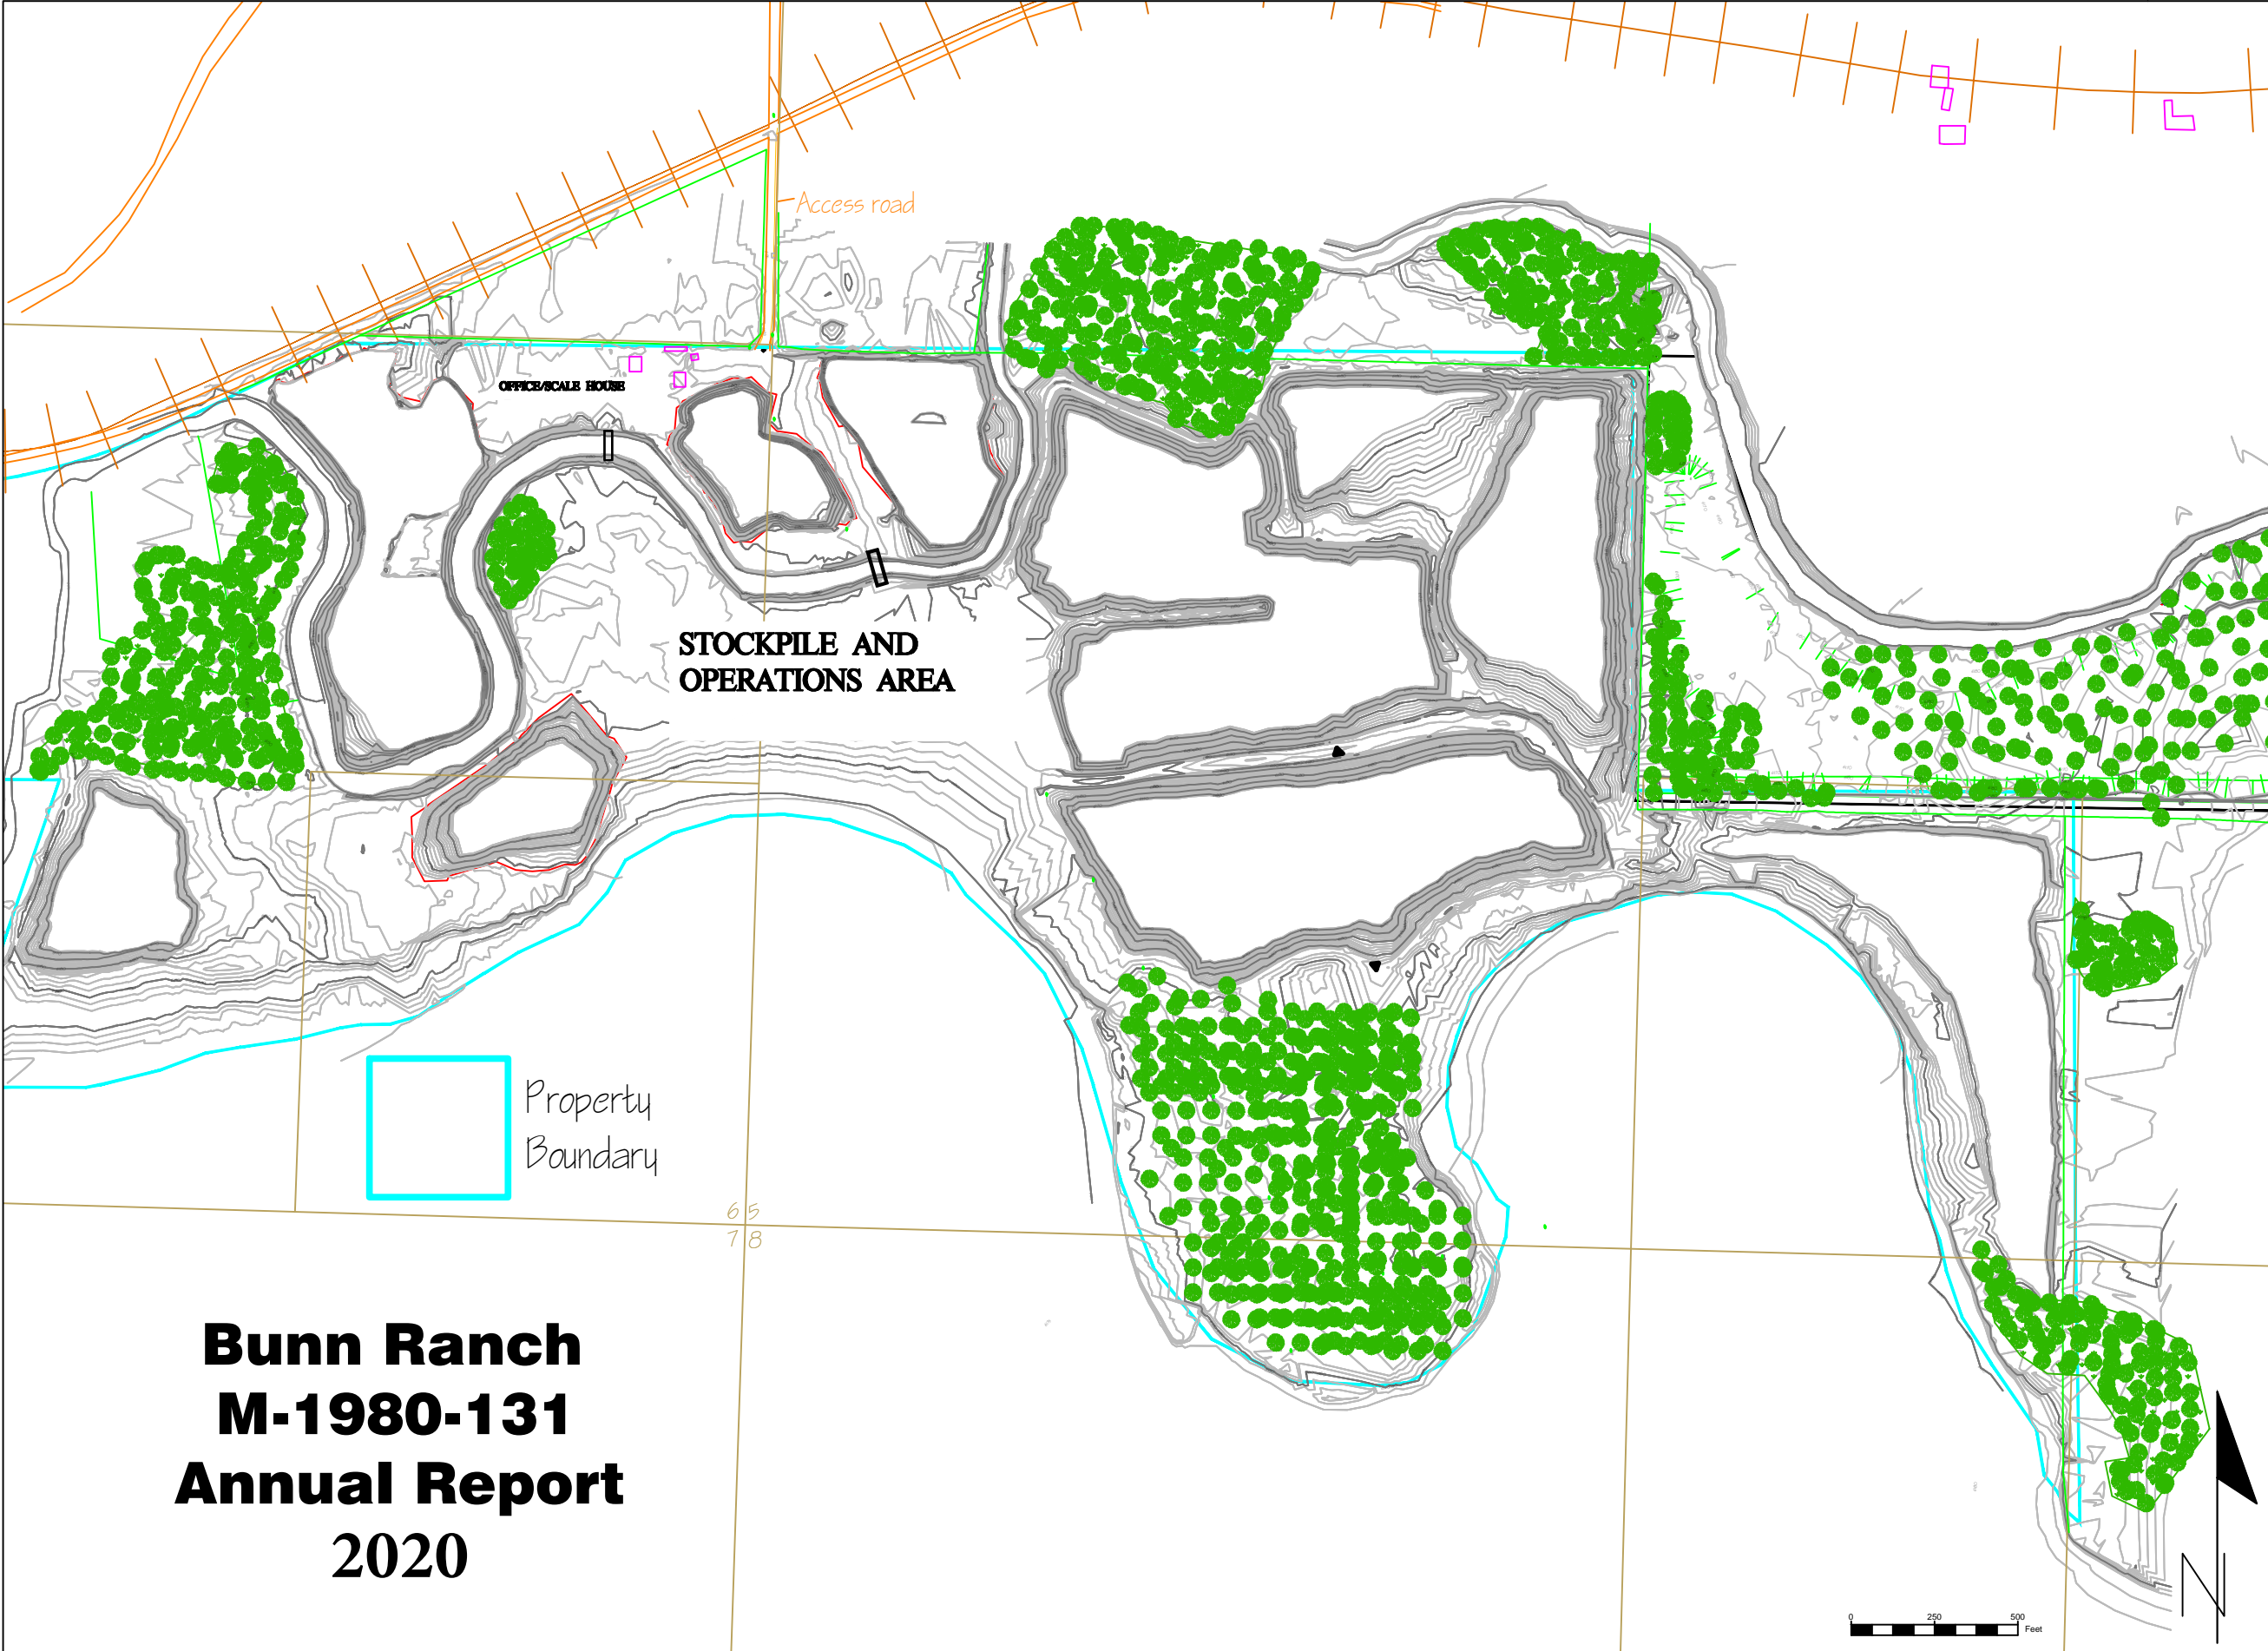 Access road
OFFICE/SCALE HOUSE
STOCKPILE AND
OPERATIONS AREA
Property
Boundary
6 5
7 8
Bunn Ranch
M-1980-131
Annual Report
2020
N
0 250 500
Feet